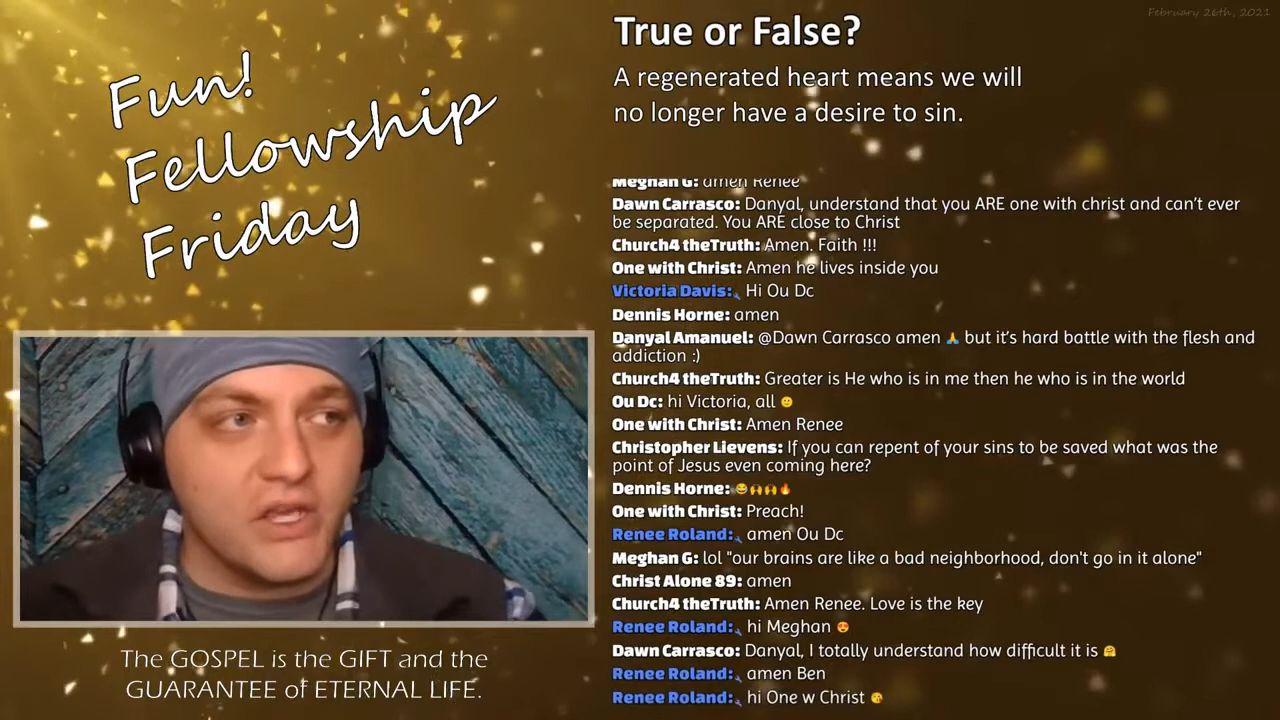 February 26th, 2021
Fun!
Fellowship
Friday
True or False?
A regenerated heart means we will
no longer have a desire to sin.
Meghan G: amen Renee
Dawn Carrasco: Danyal, understand that you ARE one with christ and can't ever
be separated. You ARE close to Christ
Church4 theTruth: Amen. Faith !!!
One with Christ: Amen he lives inside you
Victoria Davis: Hi Ou Dc
Dennis Horne: amen
Danyal Amanuel: @Dawn Carrasco amen 🙏 but it's hard battle with the flesh and
addiction :)
Church4 theTruth: Greater is He who is in me then he who is in the world
Ou Dc: hi Victoria, all 🙂
One with Christ: Amen Renee
Christopher Lievens: If you can repent of your sins to be saved what was the
point of Jesus even coming here?
Dennis Horne: 😂🙌🙌🔥
One with Christ: Preach!
Renee Roland: amen Ou Dc
Meghan G: lol "our brains are like a bad neighborhood, don't go in it alone"
Christ Alone 89: amen
Church4 theTruth: Amen Renee. Love is the key
Renee Roland: hi Meghan 😍
Dawn Carrasco: Danyal, I totally understand how difficult it is 🤗
Renee Roland: amen Ben
Renee Roland: hi One w Christ 😘
The GOSPEL is the GIFT and the
GUARANTEE of ETERNAL LIFE.